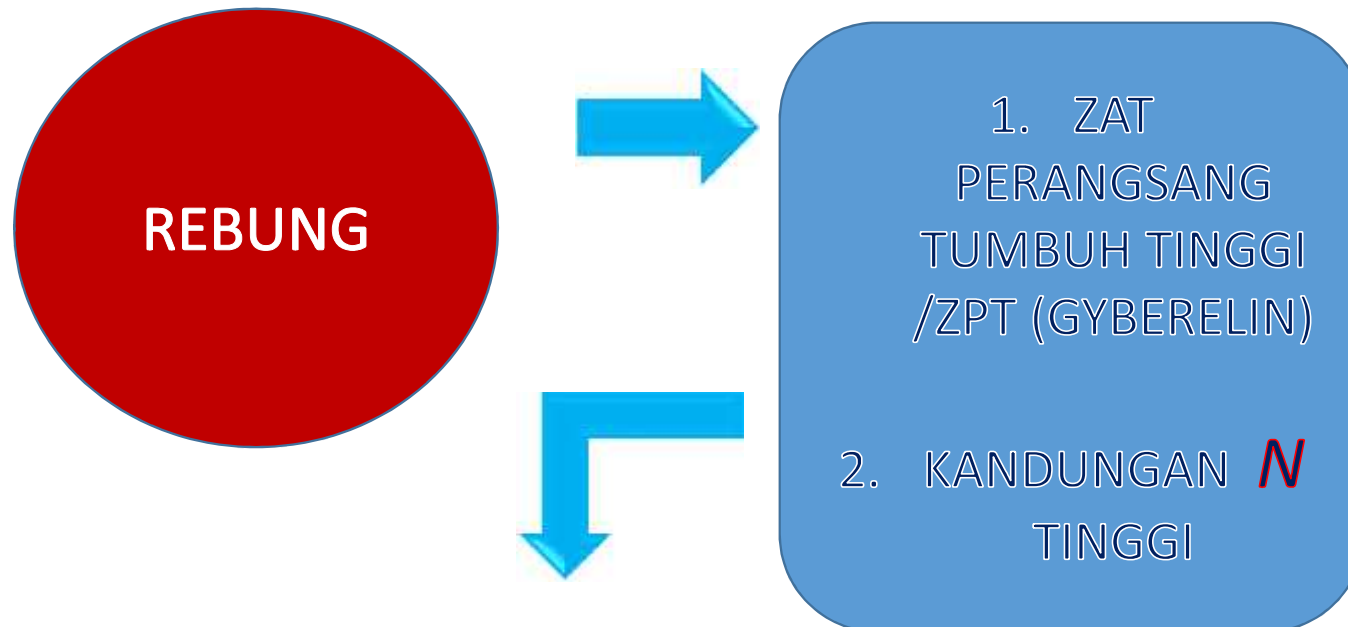 REBUNG
1. ZAT
PERANGSANG
TUMBUH TINGGI
/ZPT (GYBERELIN)
2. KANDUNGAN N
TINGGI